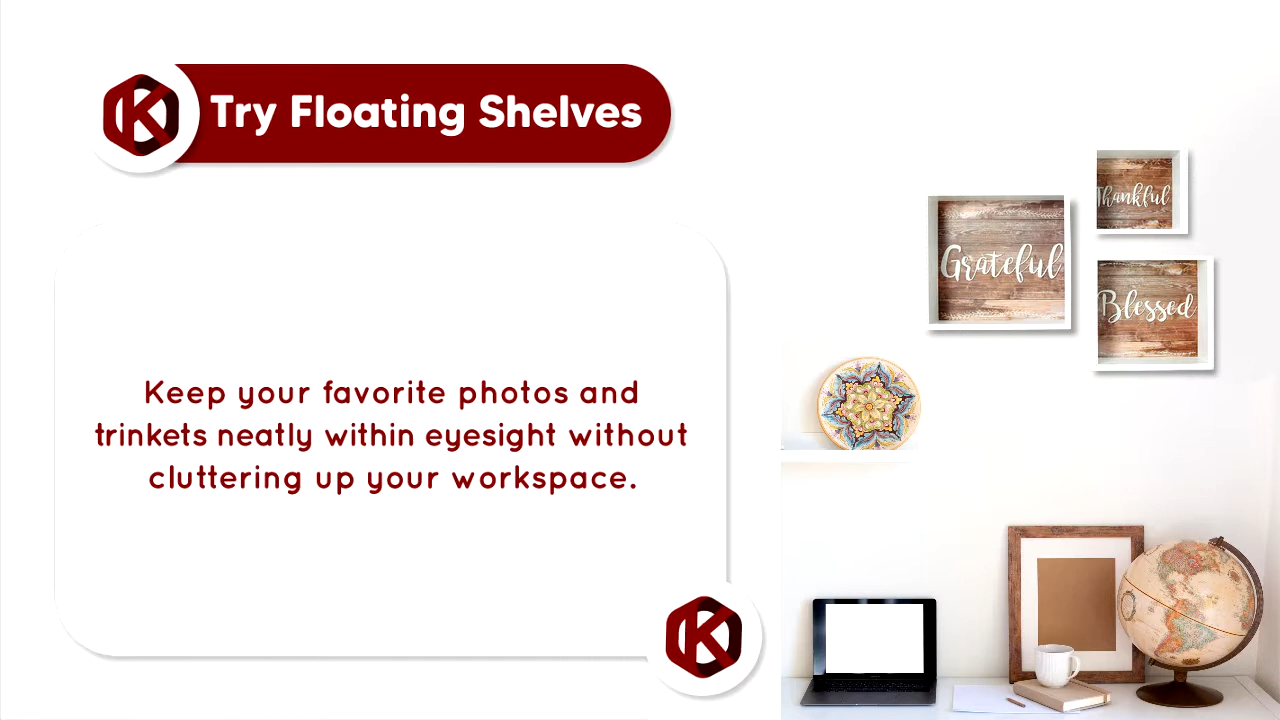 Try Floating Shelves
Thankful
Grateful
Blessed
Keep your favorite photos and
trinkets neatly within eyesight without
cluttering up your workspace.